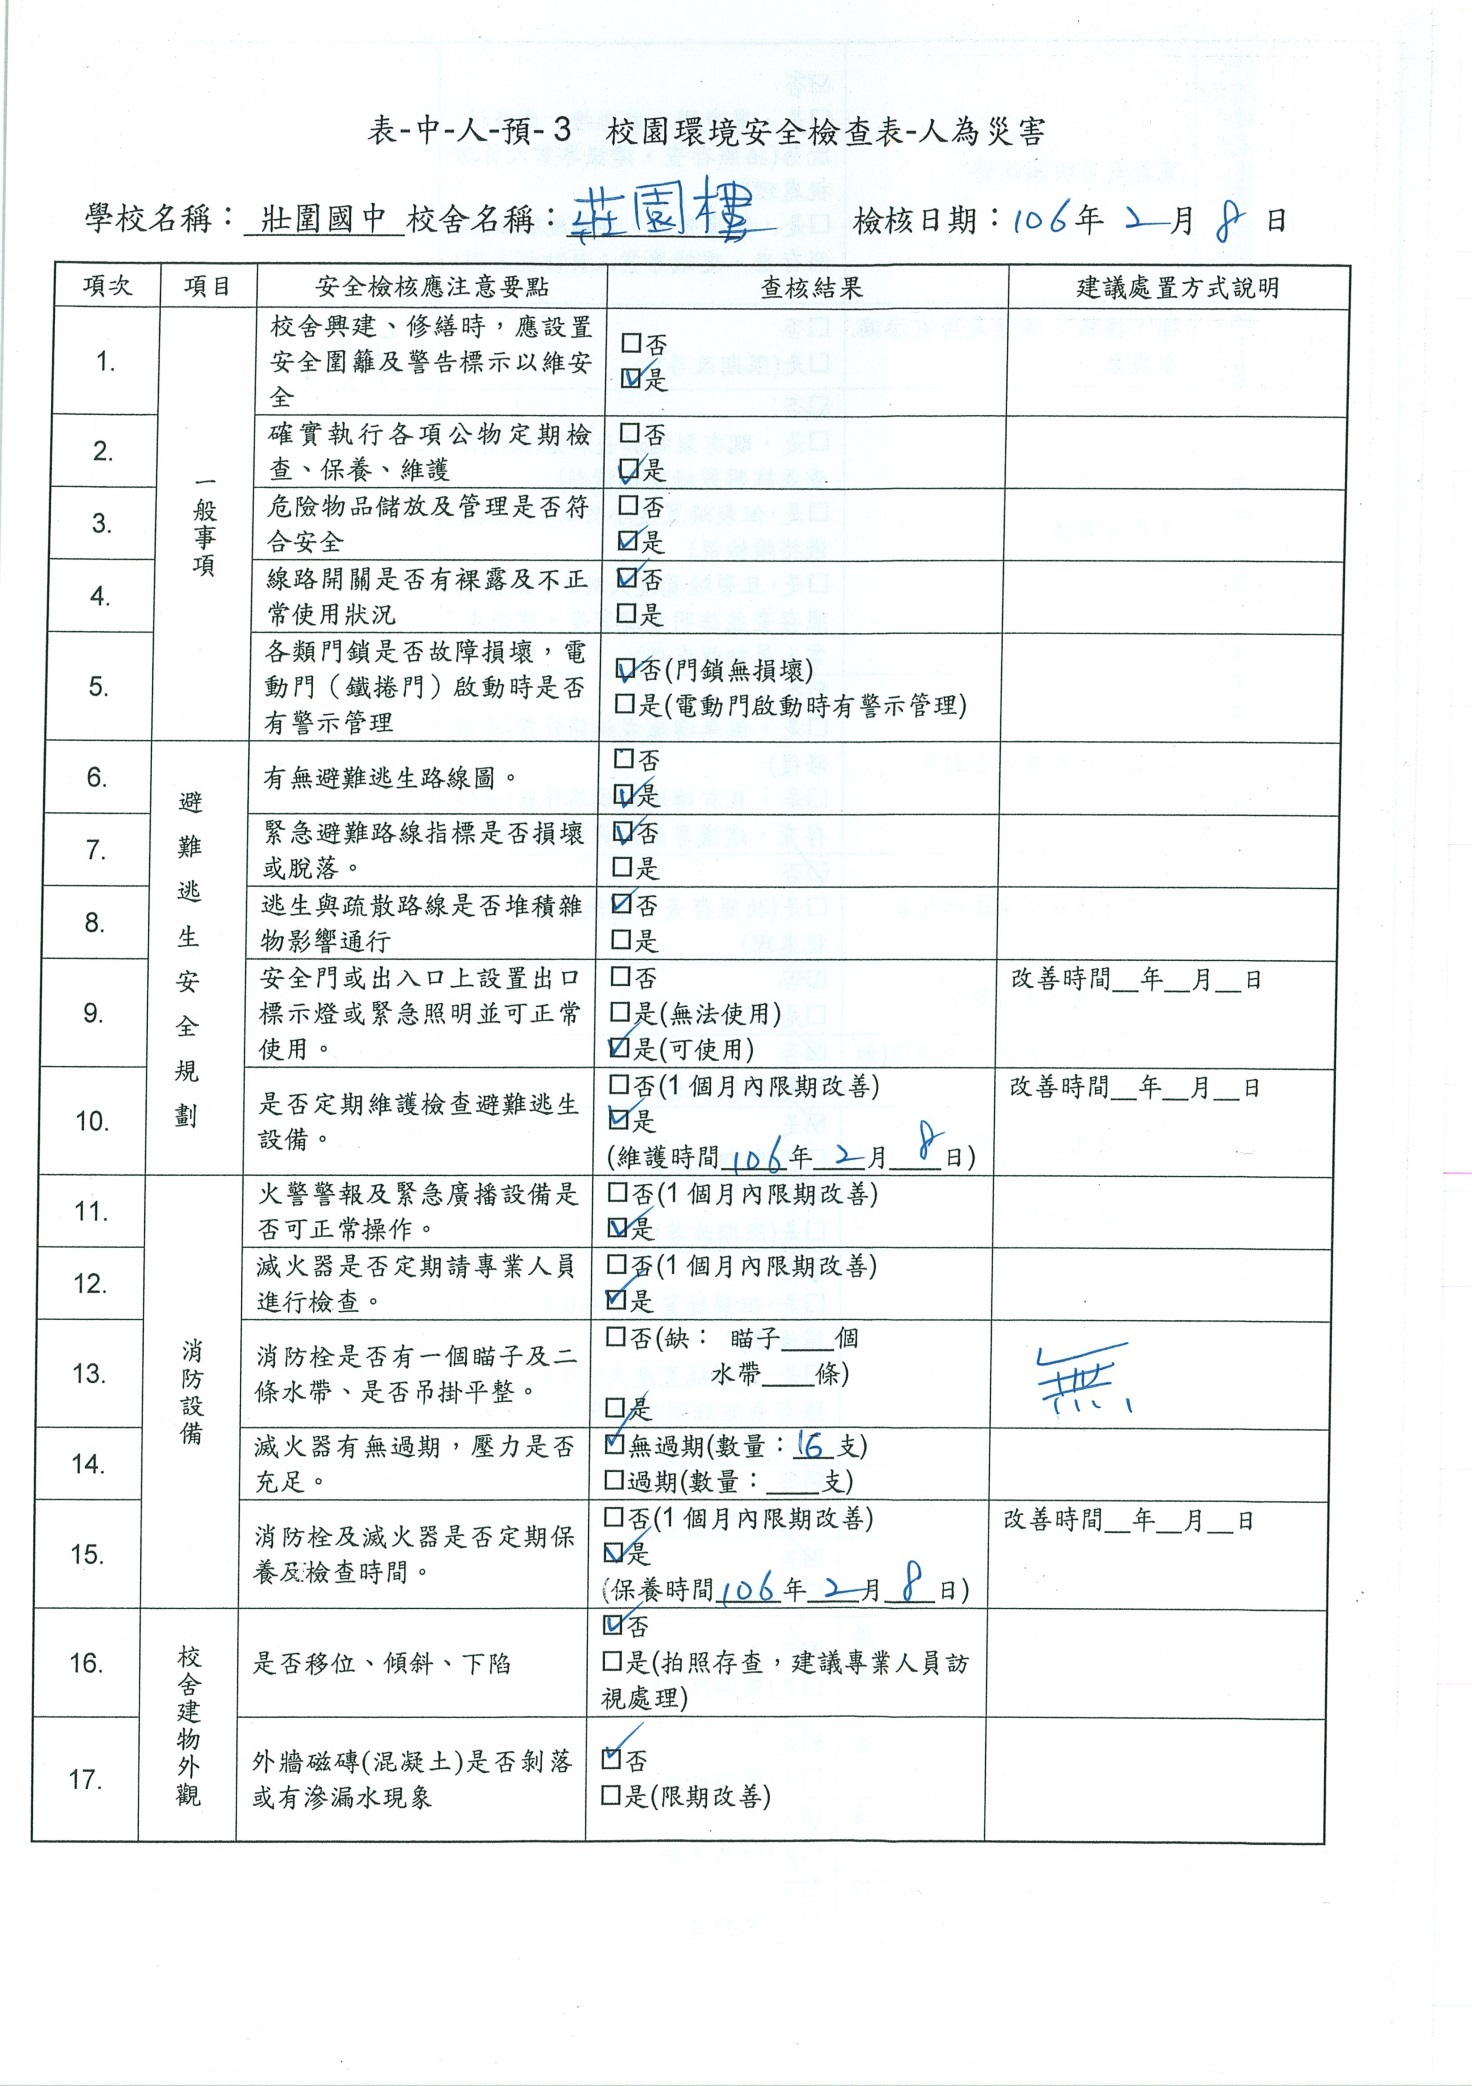 表-中-人-預- 3 校園環境安全檢查表-人為災害
學校名稱：壯圍國中 校舍名稱：莊園樓 檢核日期：106年 2月 8日
項次 項目 安全檢核應注意要點 查核結果 建議處置方式說明
一般事項
1. 校舍興建、修繕時，應設置
安全圍籬及警告標示以維安
全
□否
☑是
2. 確實執行各項公物定期檢
查、保養、維護
□否
☑是
3. 危險物品儲放及管理是否符
合安全
□否
☑是
4. 線路開關是否有裸露及不正
常使用狀況
☑否
□是
5. 各類門鎖是否故障損壞，電
動門（鐵捲門）啟動時是否
有警示管理
☑否(門鎖無損壞)
□是(電動門啟動時有警示管理)
避難逃生安全規劃
6. 有無避難逃生路線圖。
□否
☑是
7. 緊急避難路線指標是否損壞
或脫落。
☑否
□是
8. 逃生與疏散路線是否堆積雜
物影響通行
☑否
□是
9. 安全門或出入口上設置出口
標示燈或緊急照明並可正常
使用。
□否
□是(無法使用)
☑是(可使用)
改善時間__年__月__日
10. 是否定期維護檢查避難逃生
設備。
□否(1個月內限期改善)
☑是
(維護時間106年2月8日)
改善時間__年__月__日
消防設備
11. 火警警報及緊急廣播設備是
否可正常操作。
□否(1個月內限期改善)
☑是
12. 滅火器是否定期請專業人員
進行檢查。
□否(1個月內限期改善)
☑是
13. 消防栓是否有一個瞄子及二
條水帶、是否吊掛平整。
□否(缺： 瞄子____個
水帶____條)
□是
無
14. 滅火器有無過期，壓力是否
充足。
☑無過期(數量：16支)
□過期(數量：____支)
15. 消防栓及滅火器是否定期保
養及檢查時間。
□否(1個月內限期改善)
☑是
(保養時間106年2月8日)
改善時間__年__月__日
校舍建物外觀
16. 是否移位、傾斜、下陷
☑否
□是(拍照存查，建議專業人員訪
視處理)
17. 外牆磁磚(混凝土)是否剝落
或有滲漏水現象
☑否
□是(限期改善)